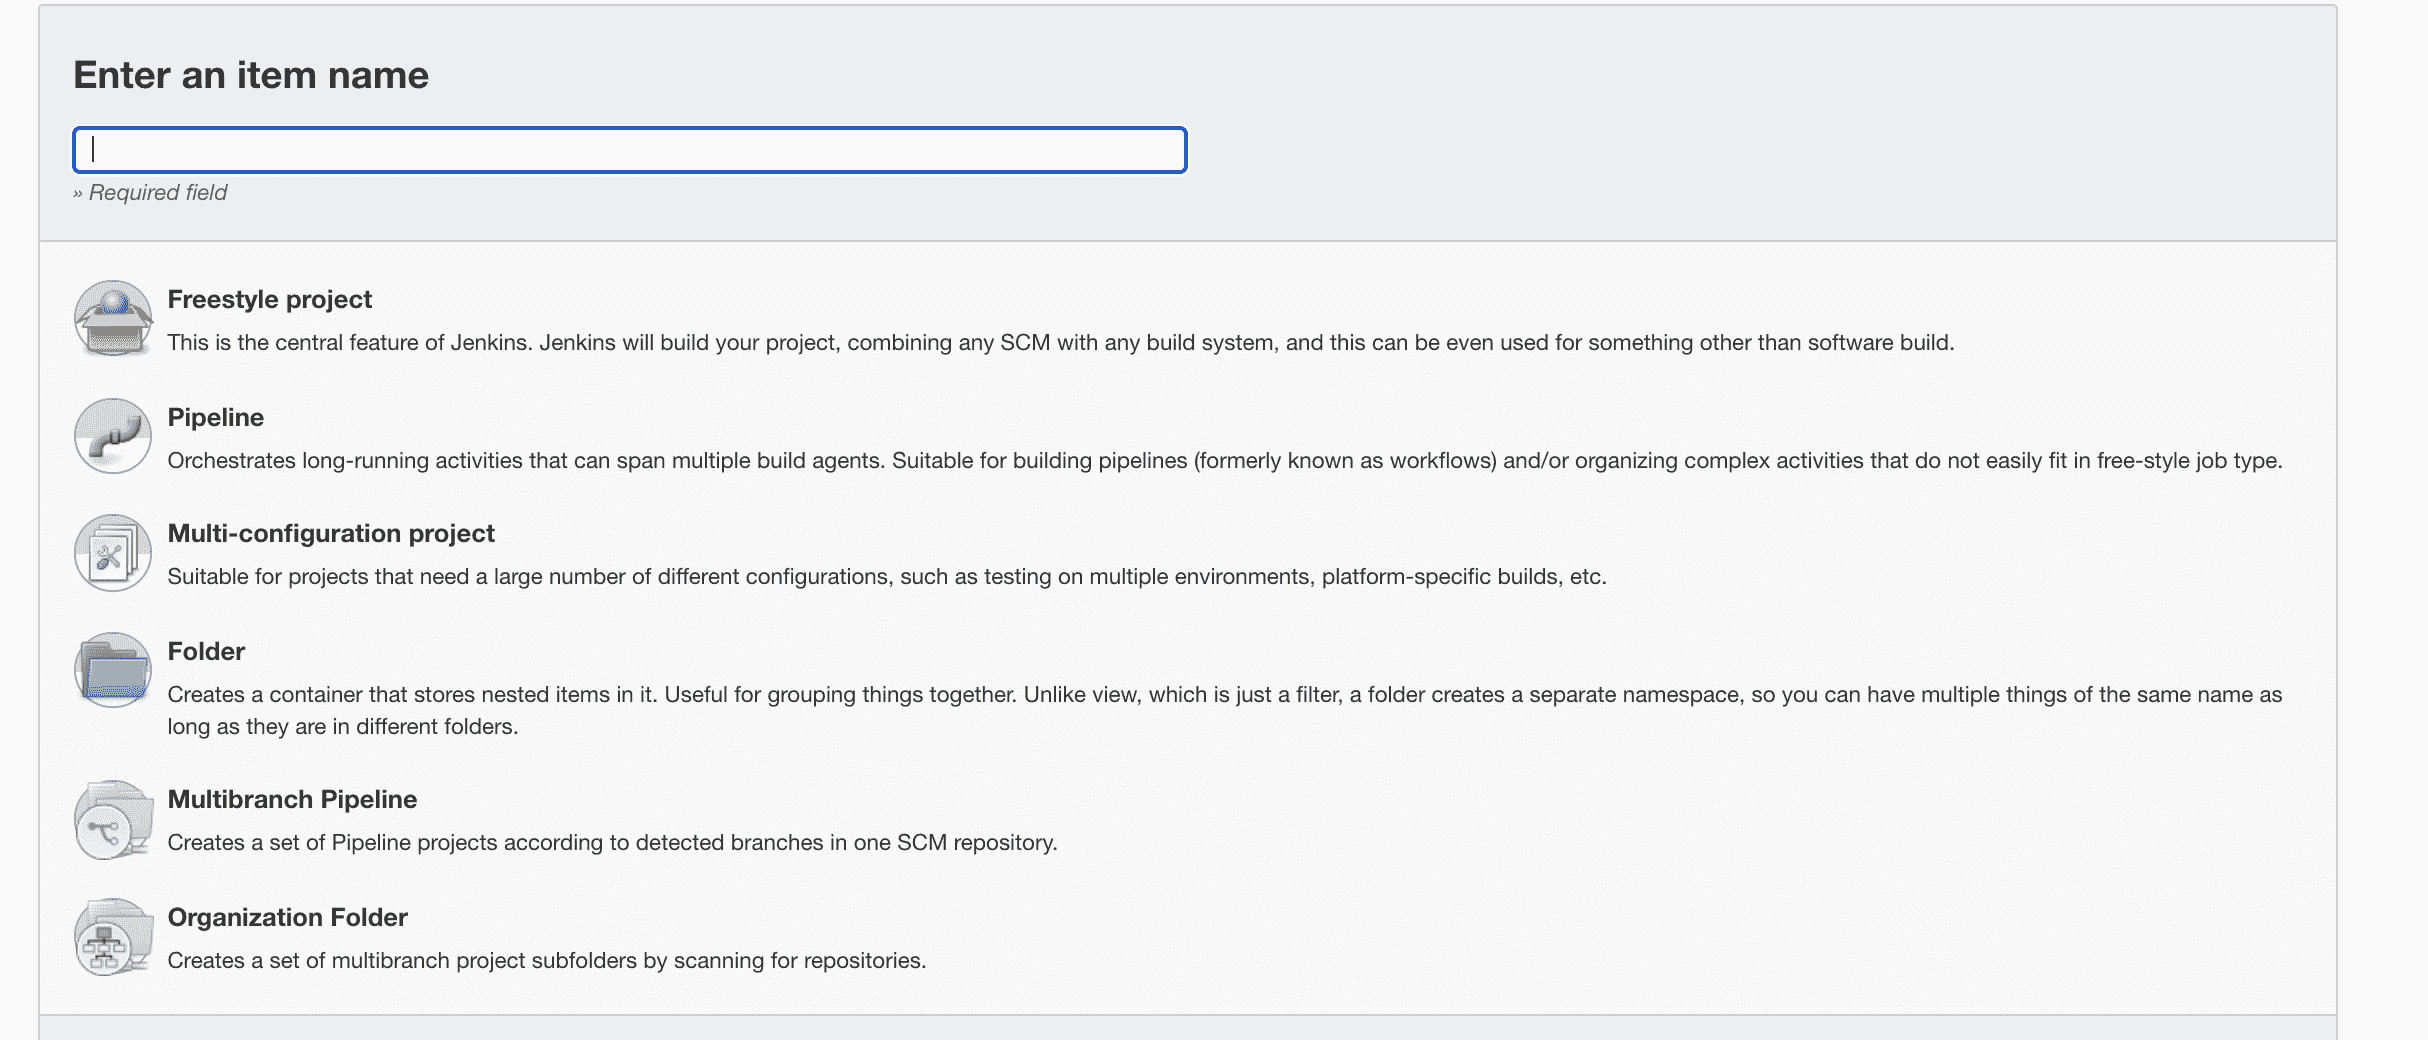 Enter an item name
» Required field
Freestyle project
This is the central feature of Jenkins. Jenkins will build your project, combining any SCM with any build system, and this can be even used for something other than software build.
Pipeline
Orchestrates long-running activities that can span multiple build agents. Suitable for building pipelines (formerly known as workflows) and/or organizing complex activities that do not easily fit in free-style job type.
Multi-configuration project
Suitable for projects that need a large number of different configurations, such as testing on multiple environments, platform-specific builds, etc.
Folder
Creates a container that stores nested items in it. Useful for grouping things together. Unlike view, which is just a filter, a folder creates a separate namespace, so you can have multiple things of the same name as
long as they are in different folders.
Multibranch Pipeline
Creates a set of Pipeline projects according to detected branches in one SCM repository.
Organization Folder
Creates a set of multibranch project subfolders by scanning for repositories.